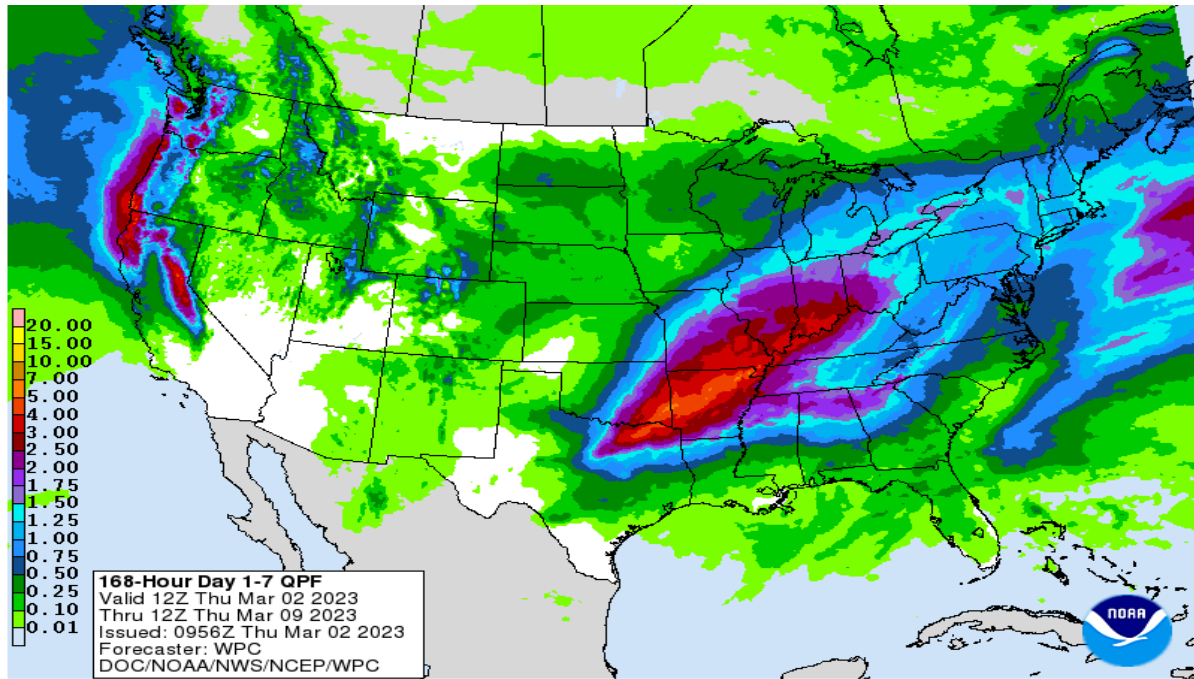 20.00
15.00
10.00
7.00
5.00
4.00
3.00
2.50
2.00
1.75
1.50
1.25
1.00
0.75
0.50
0.25
0.10
0.01
168-Hour Day 1-7 QPF
Valid 12Z Thu Mar 02 2023
Thru 12Z Thu Mar 09 2023
Issued: 0956Z Thu Mar 02 2023
Forecaster: WPC
DOC/NOAA/NWS/NCEP/WPC
NOAA